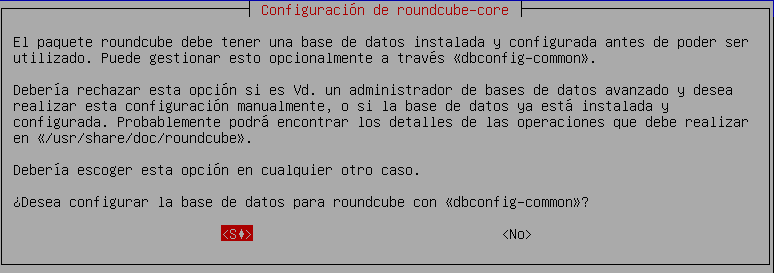 Configuración de roundcube-core
El paquete roundcube debe tener una base de datos instalada y configurada antes de poder ser
utilizado. Puede gestionar esto opcionalmente a través «dbconfig-common».
Debería rechazar esta opción si es Vd. un administrador de bases de datos avanzado y desea
realizar esta configuración manualmente, o si la base de datos ya está instalada y
configurada. Probablemente podrá encontrar los detalles de las operaciones que debe realizar
en «/usr/share/doc/roundcube».
Debería escoger esta opción en cualquier otro caso.
¿Desea configurar la base de datos para roundcube con «dbconfig-common»?
<S♦> <No>